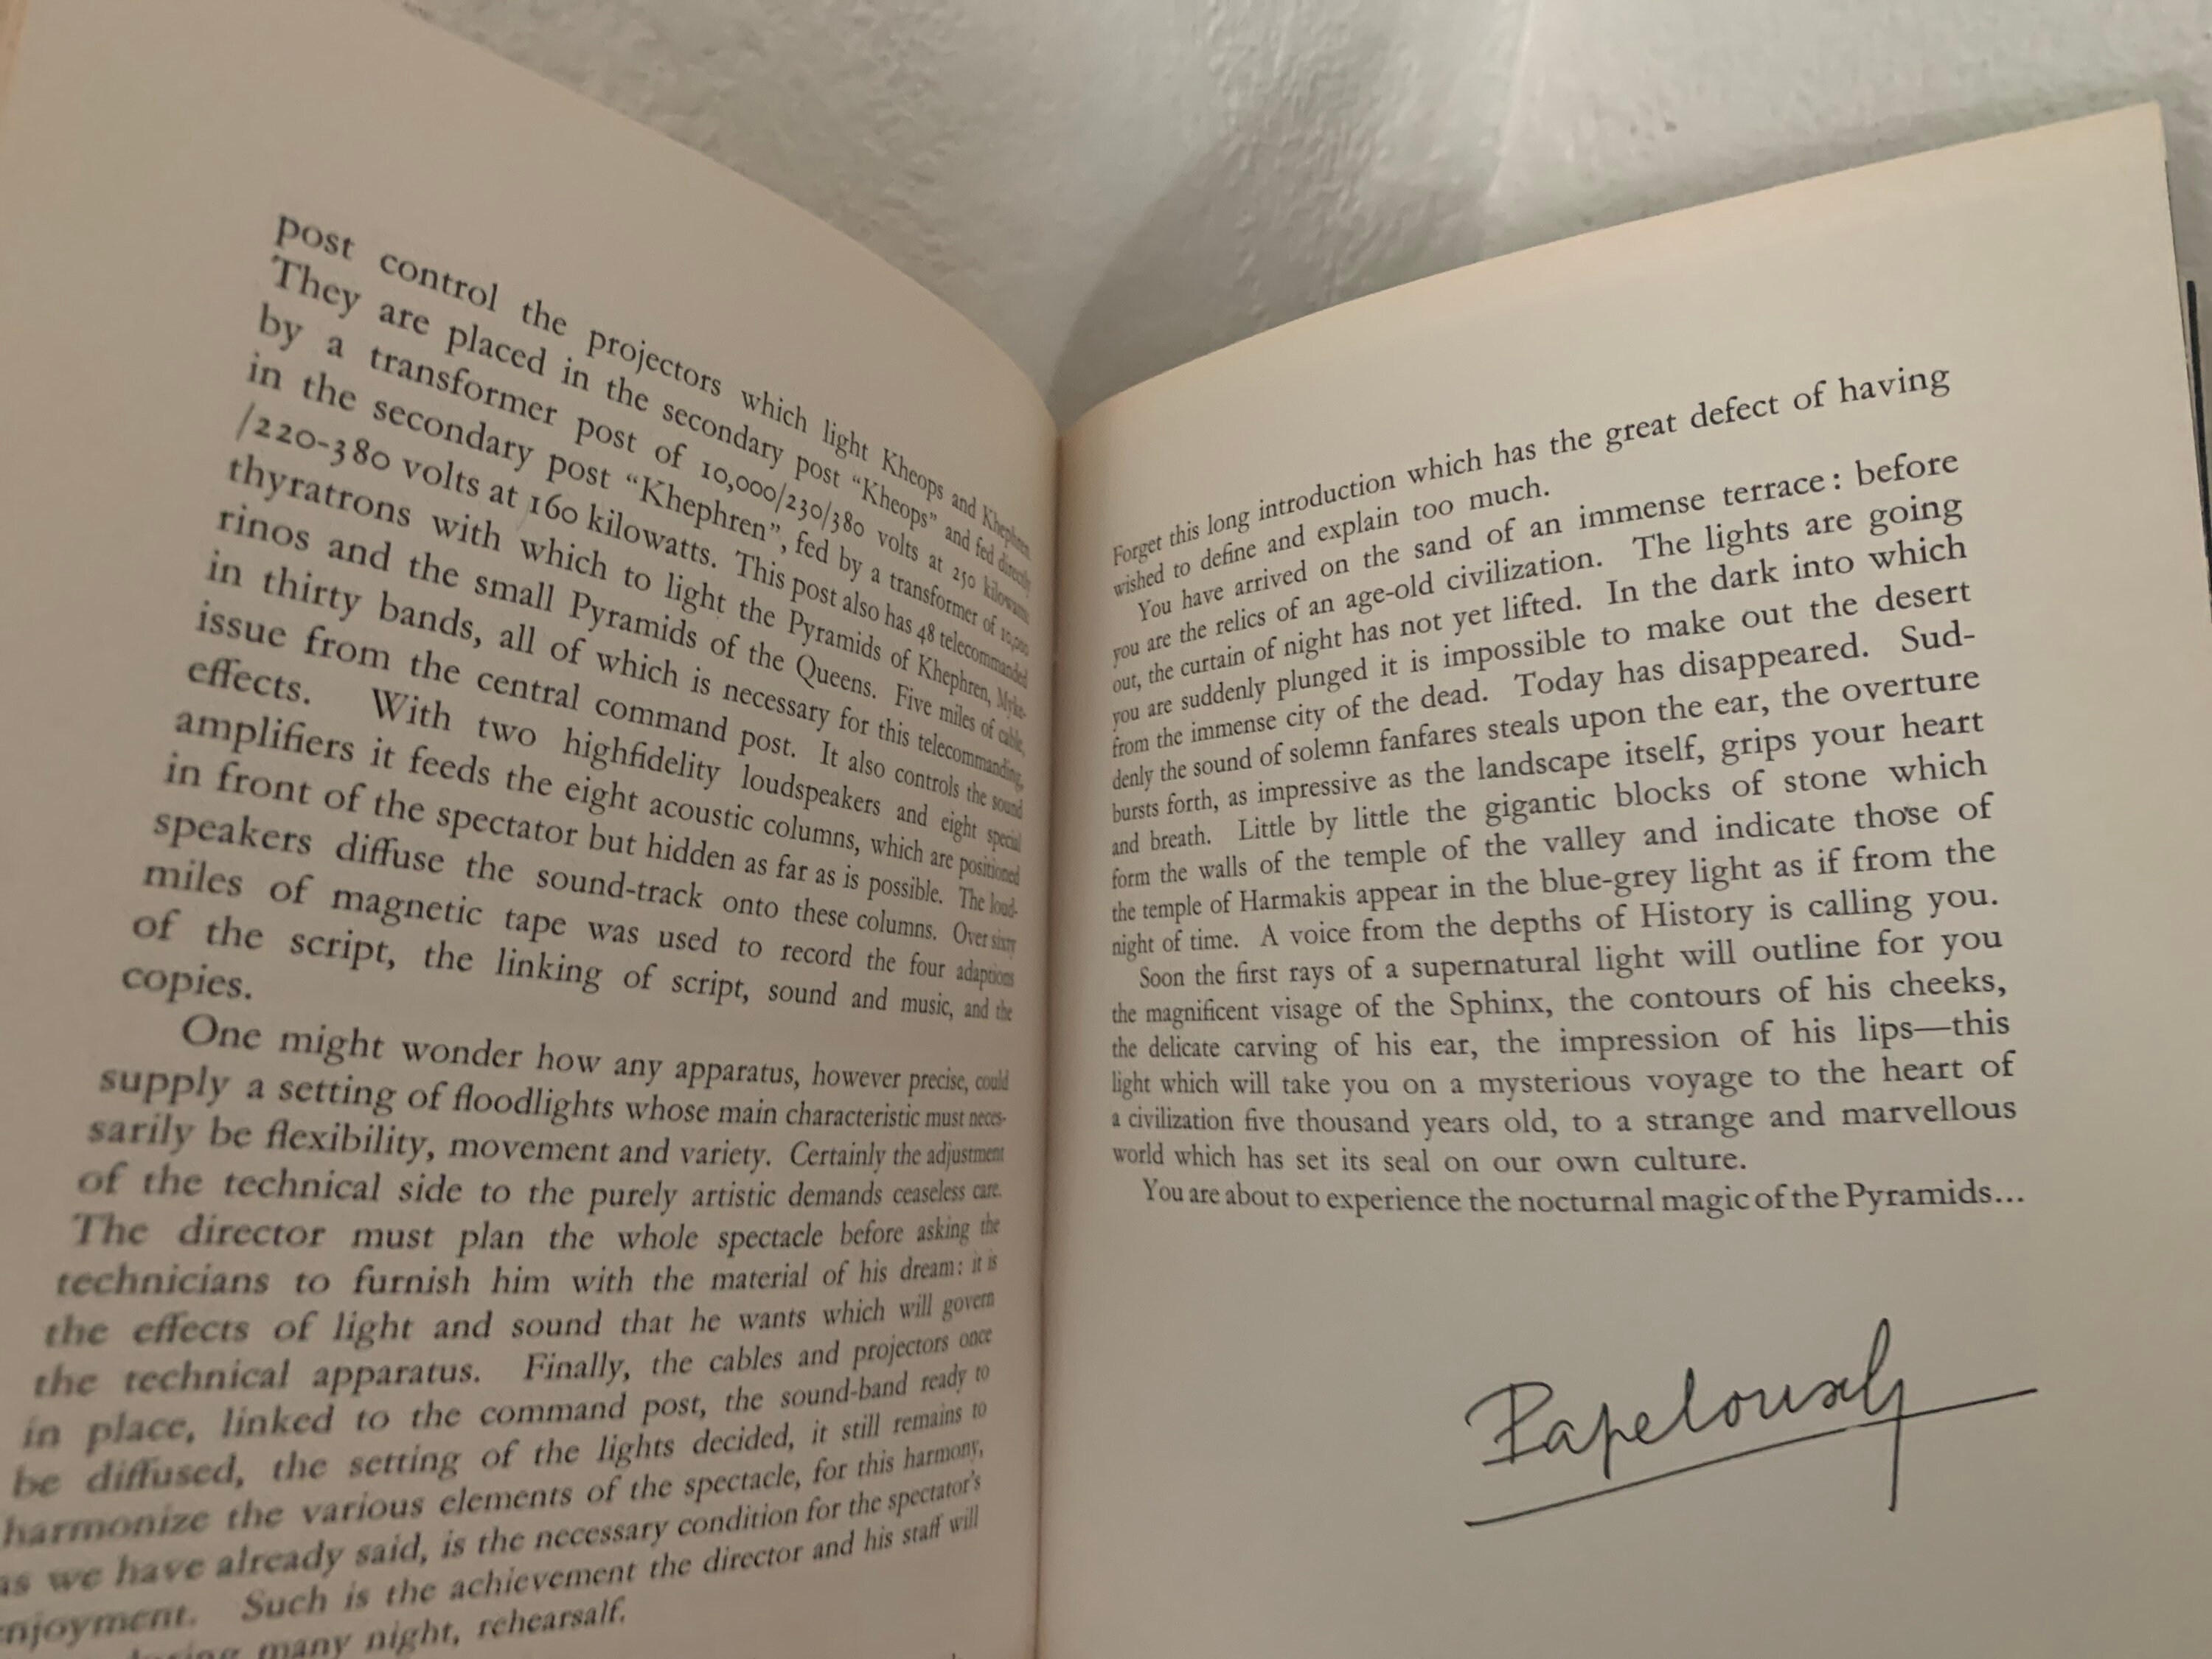 post control the projectors which light Kheops and Khephren.
They are placed in the secondary post “Kheops” and fed directly
by a transformer post of 10,000/230/380 volts at 250 kilowatts
in the secondary post “Khephren”, fed by a transformer of 10,000
/220-380 volts at 160 kilowatts. This post also has 48 telecommanded
thyratrons with which to light the Pyramids of Khephren, Myke-
rinos and the small Pyramids of the Queens. Five miles of cable,
in thirty bands, all of which is necessary for this telecommanding,
issue from the central command post. It also controls the sound
effects. With two highfidelity loudspeakers and eight special
amplifiers it feeds the eight acoustic columns, which are positioned
in front of the spectator but hidden as far as is possible. The loud-
speakers diffuse the sound-track onto these columns. Over sixty
miles of magnetic tape was used to record the four adaptions
of the script, the linking of script, sound and music, and the
copies.
One might wonder how any apparatus, however precise, could
supply a setting of floodlights whose main characteristic must neces-
sarily be flexibility, movement and variety. Certainly the adjustment
of the technical side to the purely artistic demands ceaseless care.
The director must plan the whole spectacle before asking the
technicians to furnish him with the material of his dream: it is
the effects of light and sound that he wants which will govern
the technical apparatus. Finally, the cables and projectors once
in place, linked to the command post, the sound-band ready to
be diffused, the setting of the lights decided, it still remains to
harmonize the various elements of the spectacle, for this harmony,
as we have already said, is the necessary condition for the spectator's
enjoyment. Such is the achievement the director and his staff will
many night, rehearsalf.
Forget this long introduction which has the great defect of having
wished to define and explain too much.
You have arrived on the sand of an immense terrace: before
you are the relics of an age-old civilization. The lights are going
out, the curtain of night has not yet lifted. In the dark into which
you are suddenly plunged it is impossible to make out the desert
from the immense city of the dead. Today has disappeared. Sud-
denly the sound of solemn fanfares steals upon the ear, the overture
bursts forth, as impressive as the landscape itself, grips your heart
and breath. Little by little the gigantic blocks of stone which
form the walls of the temple of the valley and indicate those of
the temple of Harmakis appear in the blue-grey light as if from the
night of time. A voice from the depths of History is calling you.
Soon the first rays of a supernatural light will outline for you
the magnificent visage of the Sphinx, the contours of his cheeks,
the delicate carving of his ear, the impression of his lips—this
light which will take you on a mysterious voyage to the heart of
a civilization five thousand years old, to a strange and marvellous
world which has set its seal on our own culture.
You are about to experience the nocturnal magic of the Pyramids...